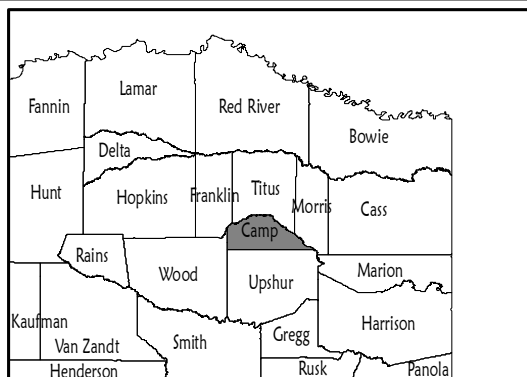 Lamar
Fannin
Red River
Bowie
Delta
Hunt
Hopkins
Franklin
Titus
Morris
Cass
Camp
Rains
Wood
Marion
Upshur
Kaufman
Van Zandt
Smith
Gregg
Harrison
Henderson
Rusk
Panola